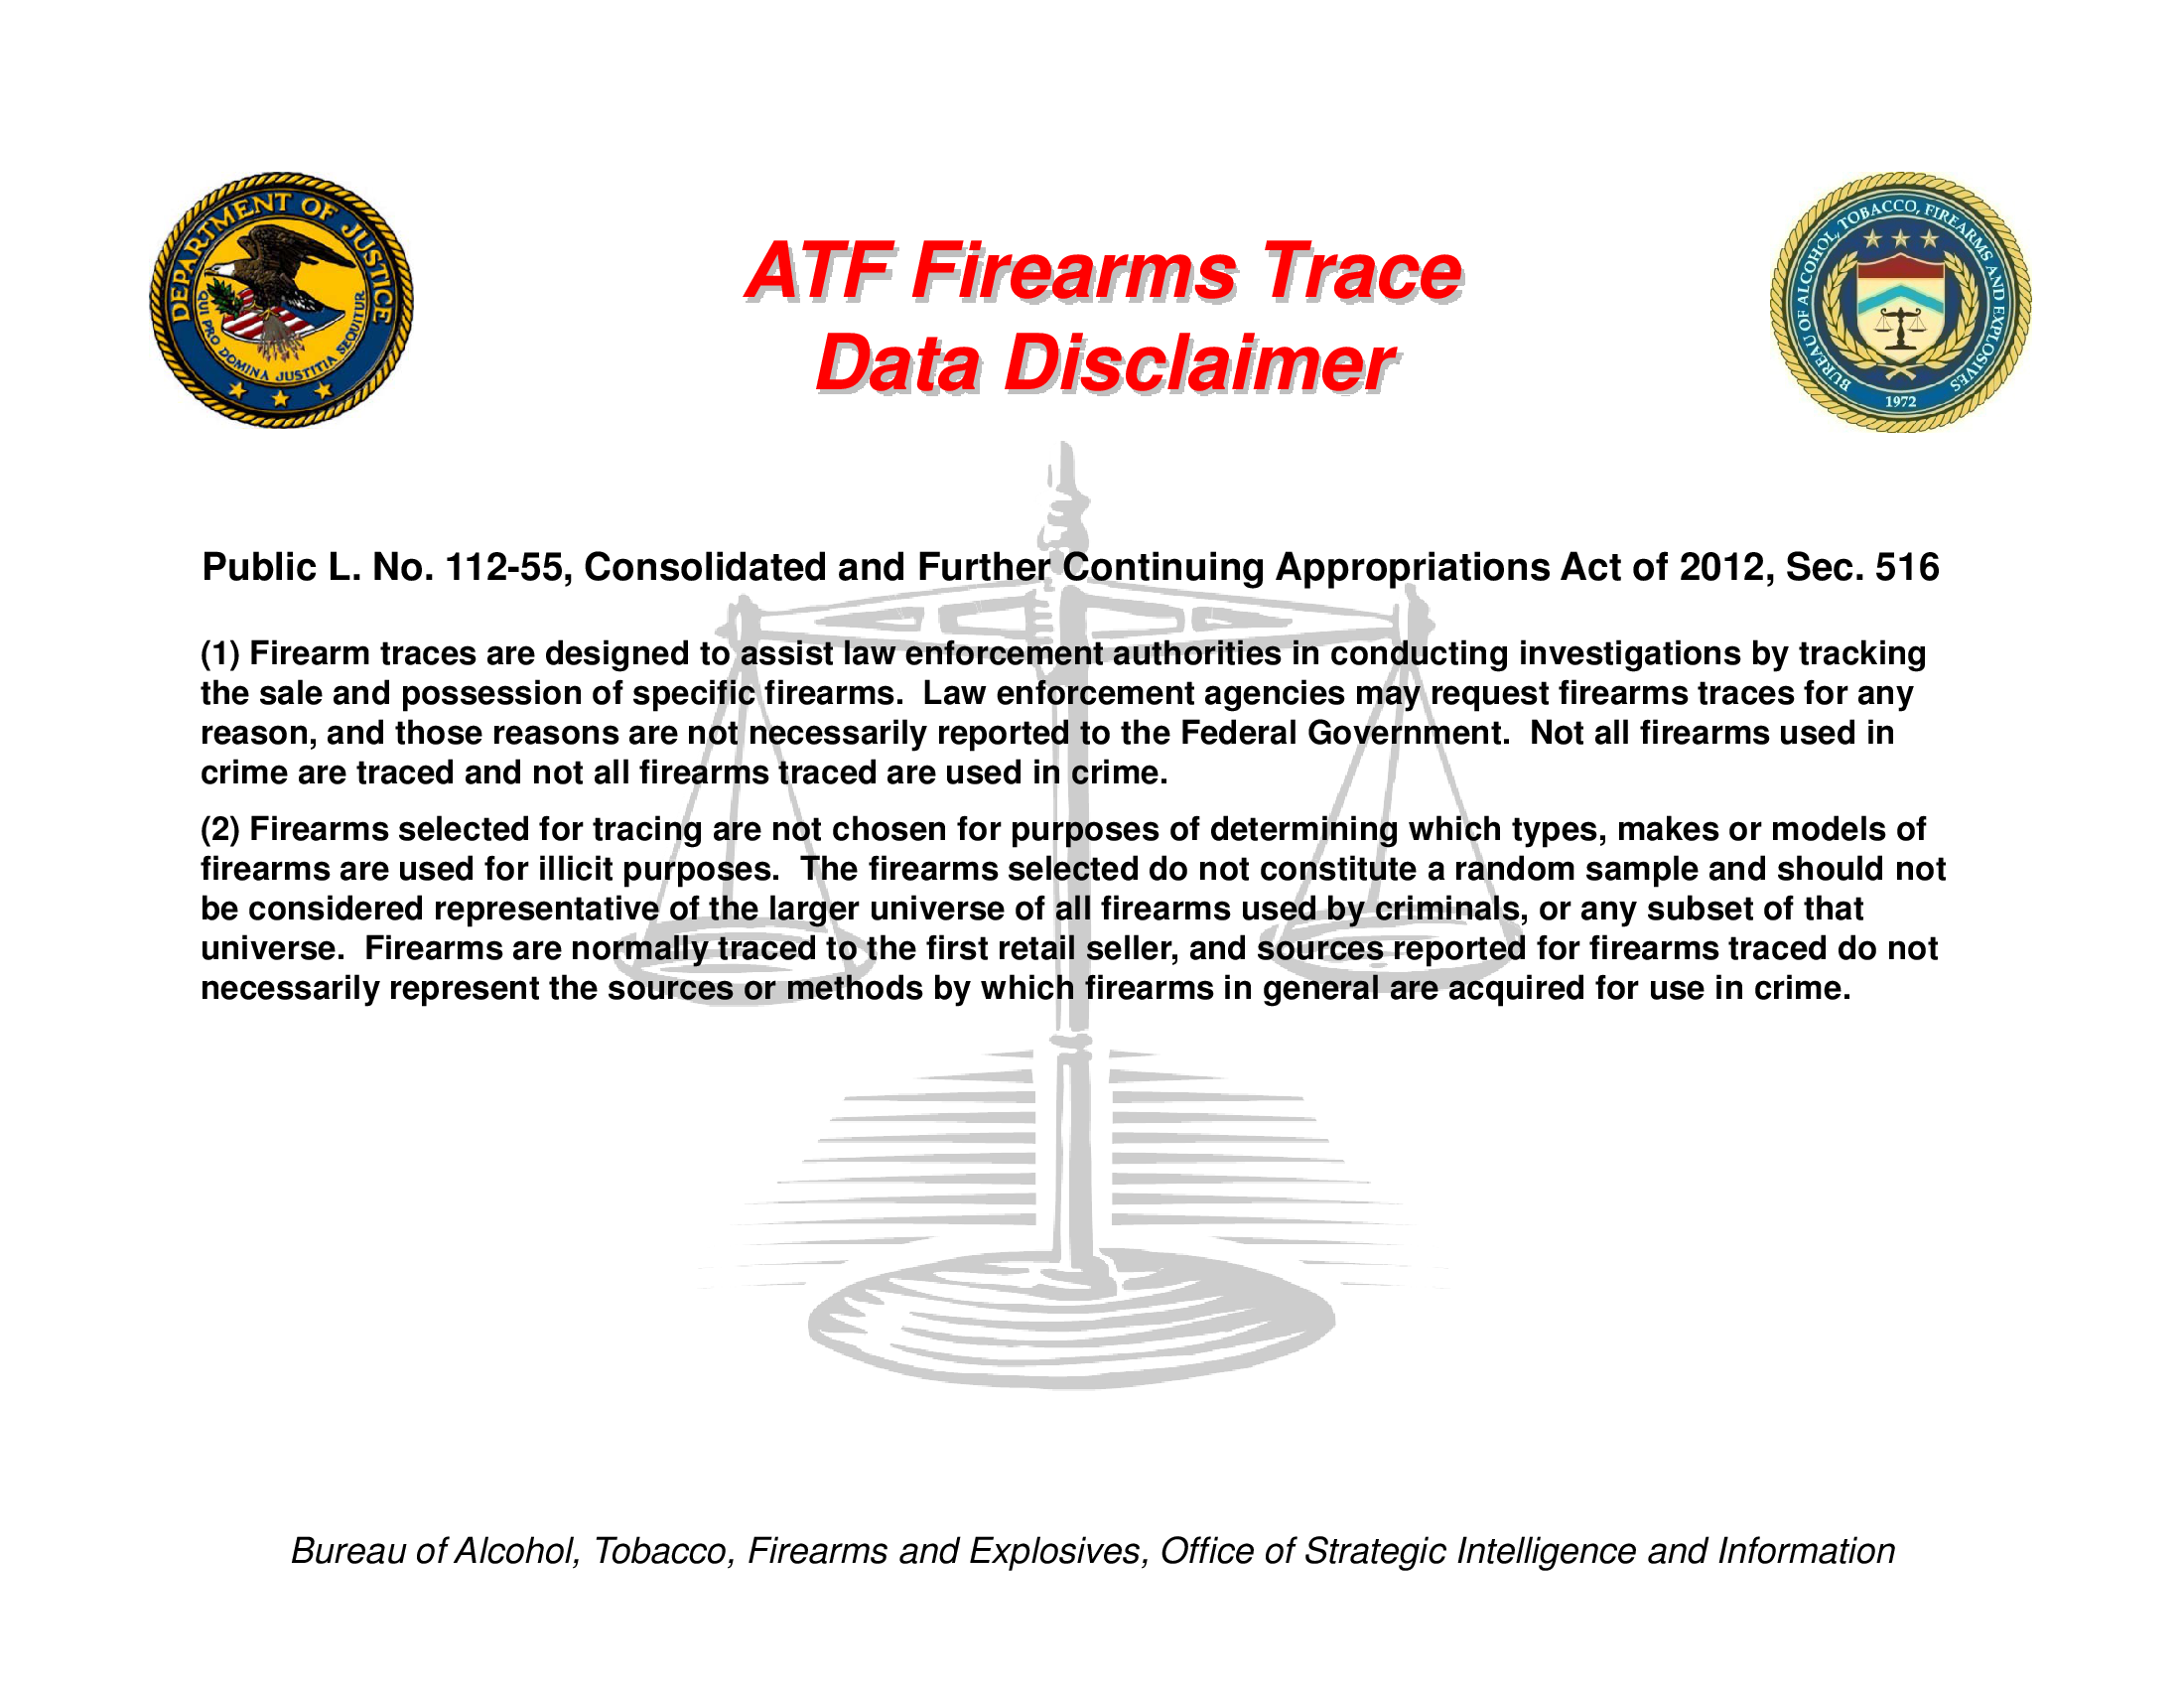 DEPARTMENT OF JUSTICE
QUI PRO DOMINA JUSTITIA SEQUITUR
BUREAU OF ALCOHOL, TOBACCO, FIREARMS AND EXPLOSIVES
1972
ATF Firearms Trace
Data Disclaimer
Public L. No. 112-55, Consolidated and Further Continuing Appropriations Act of 2012, Sec. 516
(1) Firearm traces are designed to assist law enforcement authorities in conducting investigations by tracking
the sale and possession of specific firearms.  Law enforcement agencies may request firearms traces for any
reason, and those reasons are not necessarily reported to the Federal Government.  Not all firearms used in
crime are traced and not all firearms traced are used in crime.
(2) Firearms selected for tracing are not chosen for purposes of determining which types, makes or models of
firearms are used for illicit purposes.  The firearms selected do not constitute a random sample and should not
be considered representative of the larger universe of all firearms used by criminals, or any subset of that
universe.  Firearms are normally traced to the first retail seller, and sources reported for firearms traced do not
necessarily represent the sources or methods by which firearms in general are acquired for use in crime.
Bureau of Alcohol, Tobacco, Firearms and Explosives, Office of Strategic Intelligence and Information